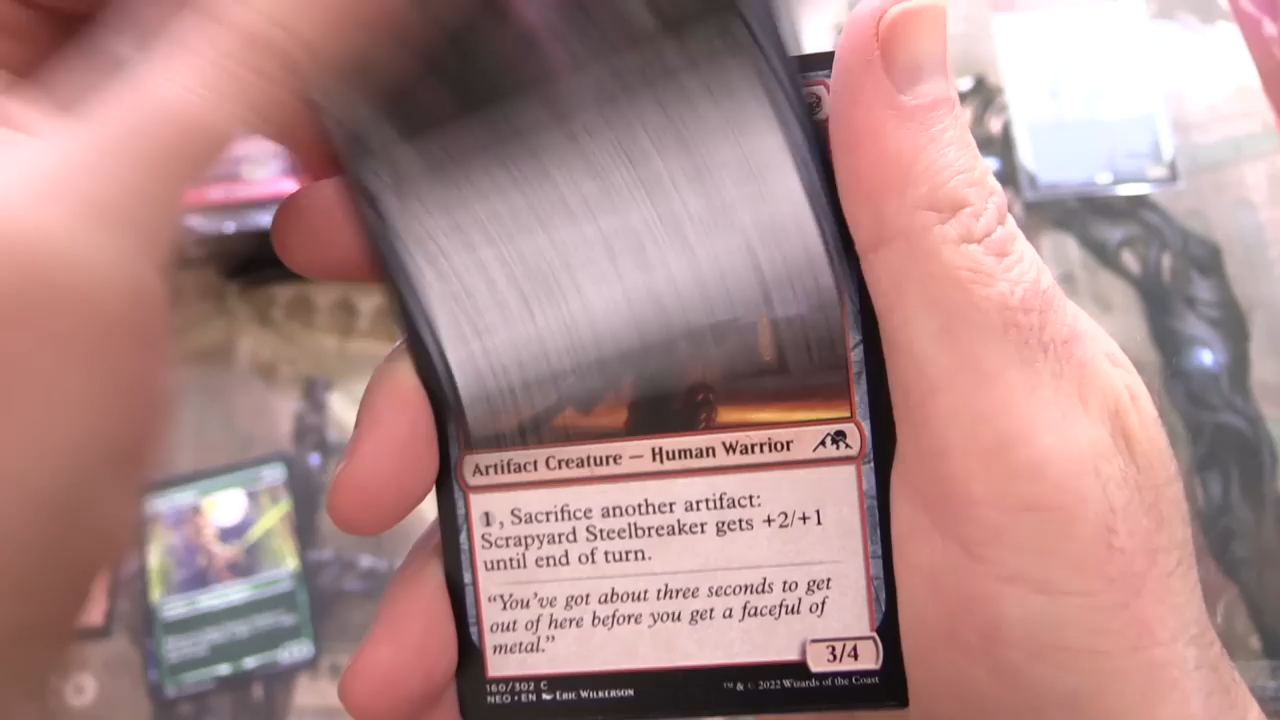 Artifact Creature — Human Warrior
1, Sacrifice another artifact:
Scrapyard Steelbreaker gets +2/+1
until end of turn.
“You've got about three seconds to get
out of here before you get a faceful of
metal.”
3/4
160/302 C
NEO • EN ERIC WILKERSON
™ & © 2022 Wizards of the Coast